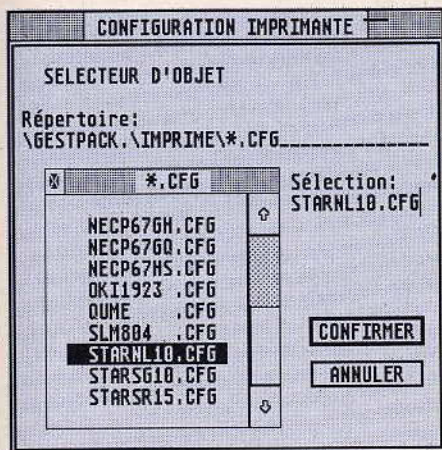 CONFIGURATION IMPRIMANTE
SELECTEUR D'OBJET
Répertoire:
\GESTPACK.\IMPRIME\*.CFG_______________
*.CFG
NECP67GH.CFG
NECP67GQ.CFG
NECP67HS.CFG
OKI1923 .CFG
QUME    .CFG
SLM804  .CFG
STARNL10.CFG
STARSG10.CFG
STARSR15.CFG
Sélection:
STARNL10.CFG
CONFIRMER
ANNULER